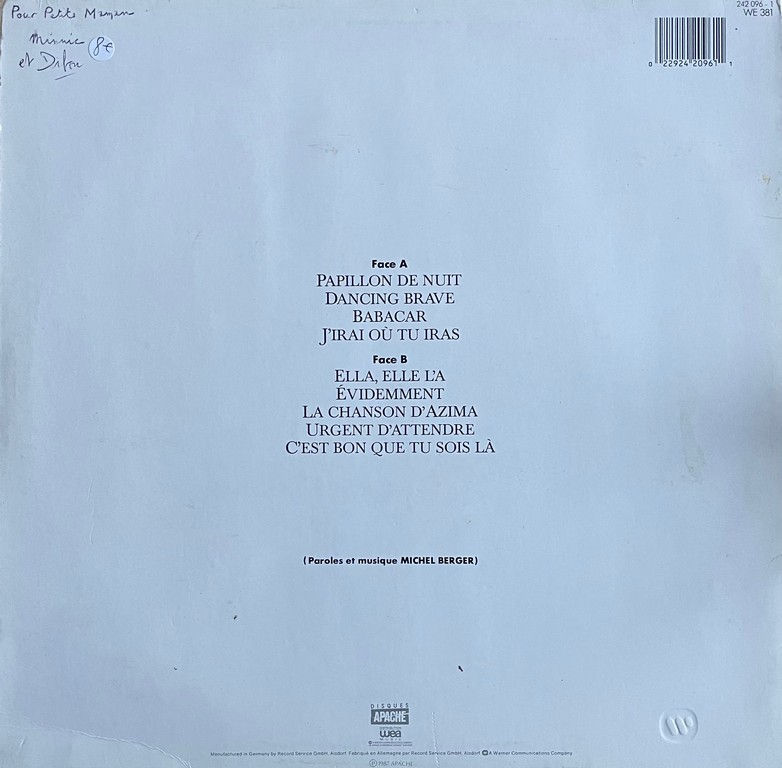 Pour Petite Maman
Minnie
et Difou
8€
242 096 - 1
WE 381
0 22924 20961 1
Face A
PAPILLON DE NUIT
DANCING BRAVE
BABACAR
J'IRAI OÙ TU IRAS
Face B
ELLA, ELLE L'A
ÉVIDEMMENT
LA CHANSON D'AZIMA
URGENT D'ATTENDRE
C'EST BON QUE TU SOIS LÀ
(Paroles et musique MICHEL BERGER)
DISQUES
APACHE
DISTRIBUTION
wea
MUSIC
Manufactured in Germany by Record Service GmbH, Alsdorf. Fabriqué en Allemagne par Record Service GmbH, Alsdorf. A Warner Communications Company
℗ 1987 APACHE